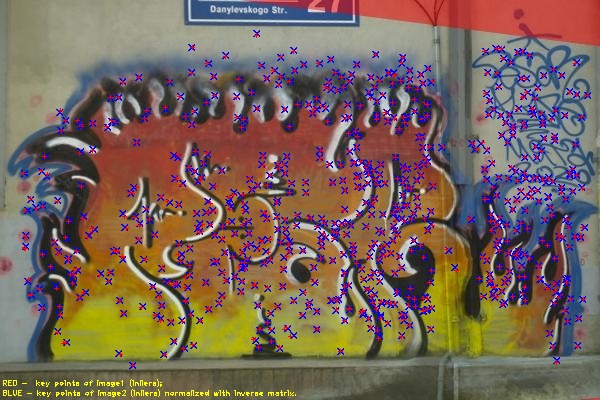 27
Danylevskogo Str.
RED - key points of image1 (inliers);
BLUE - key points of image2 (inliers) normalized with inverse matrix.